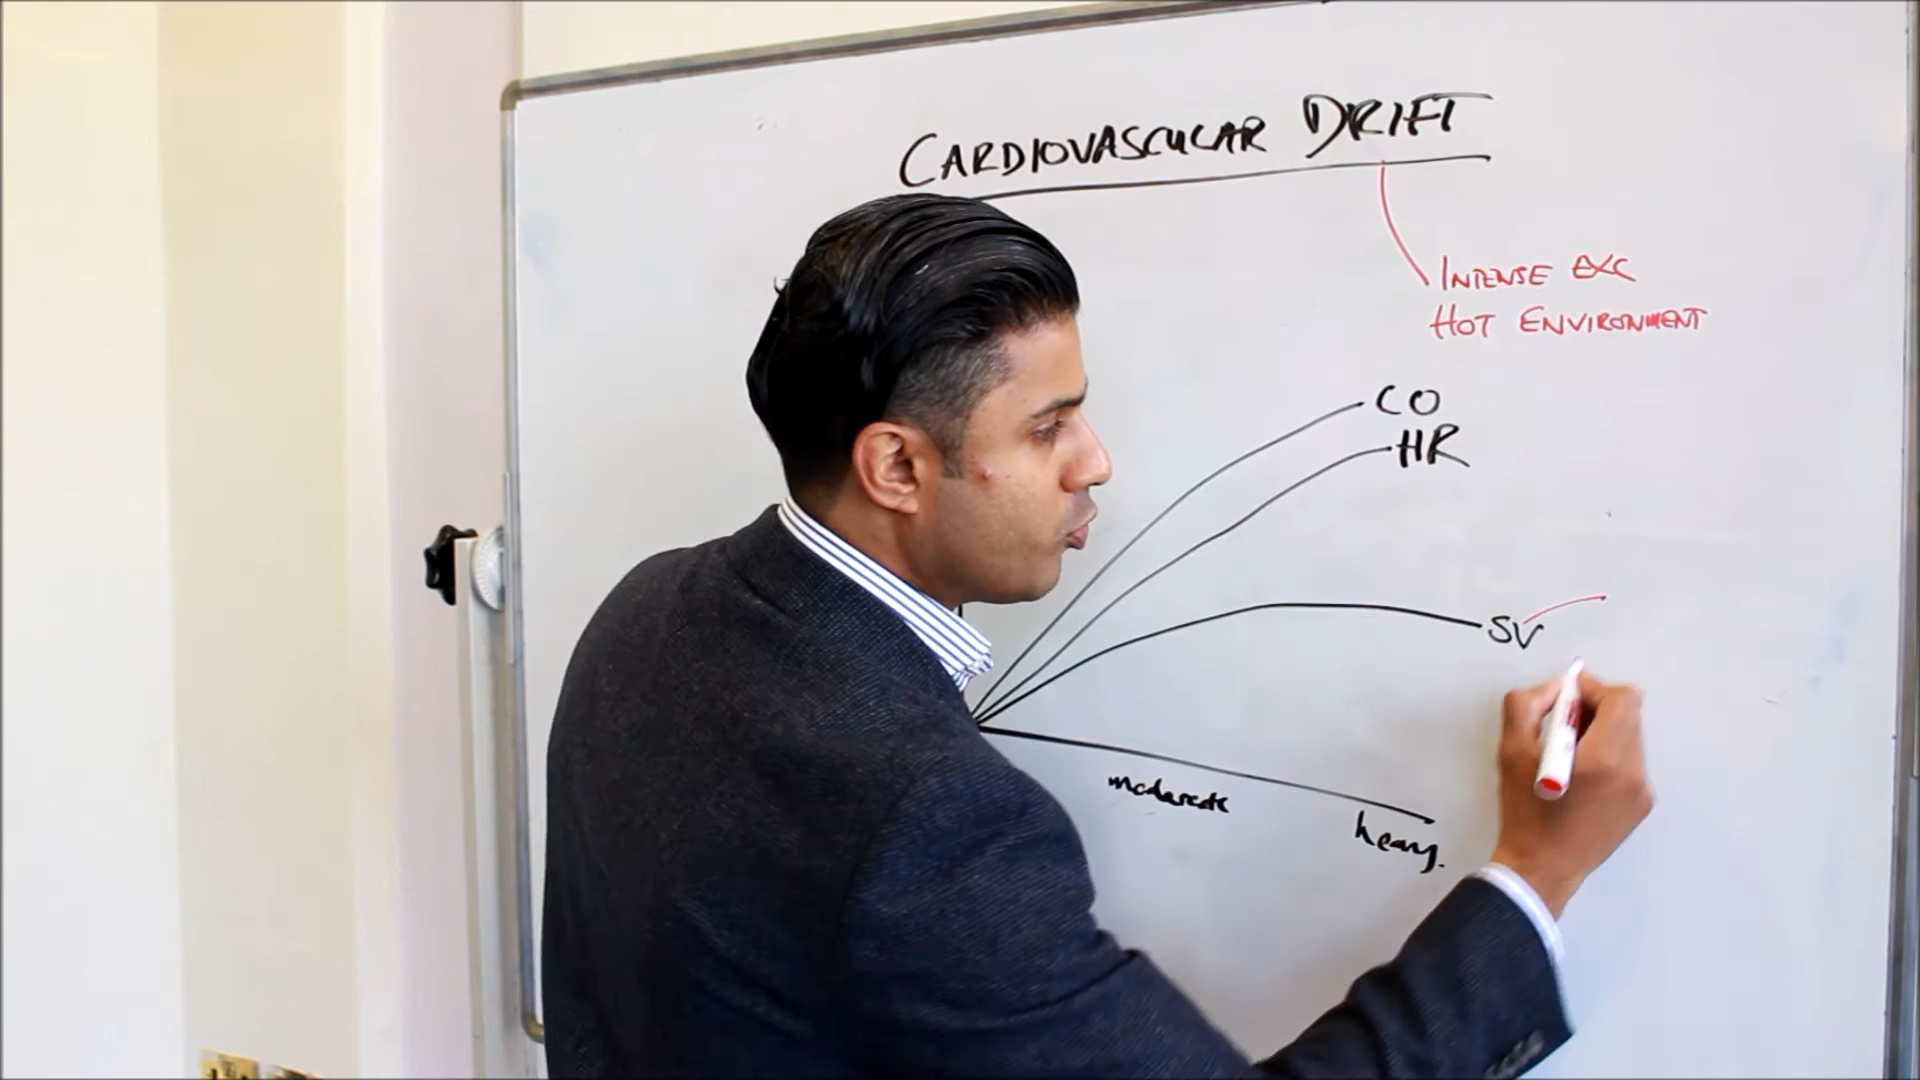 CARDIOVASCULAR DRIFT
INTENSE EXC
HOT ENVIRONMENT
CO
HR
SV
moderate
heavy.